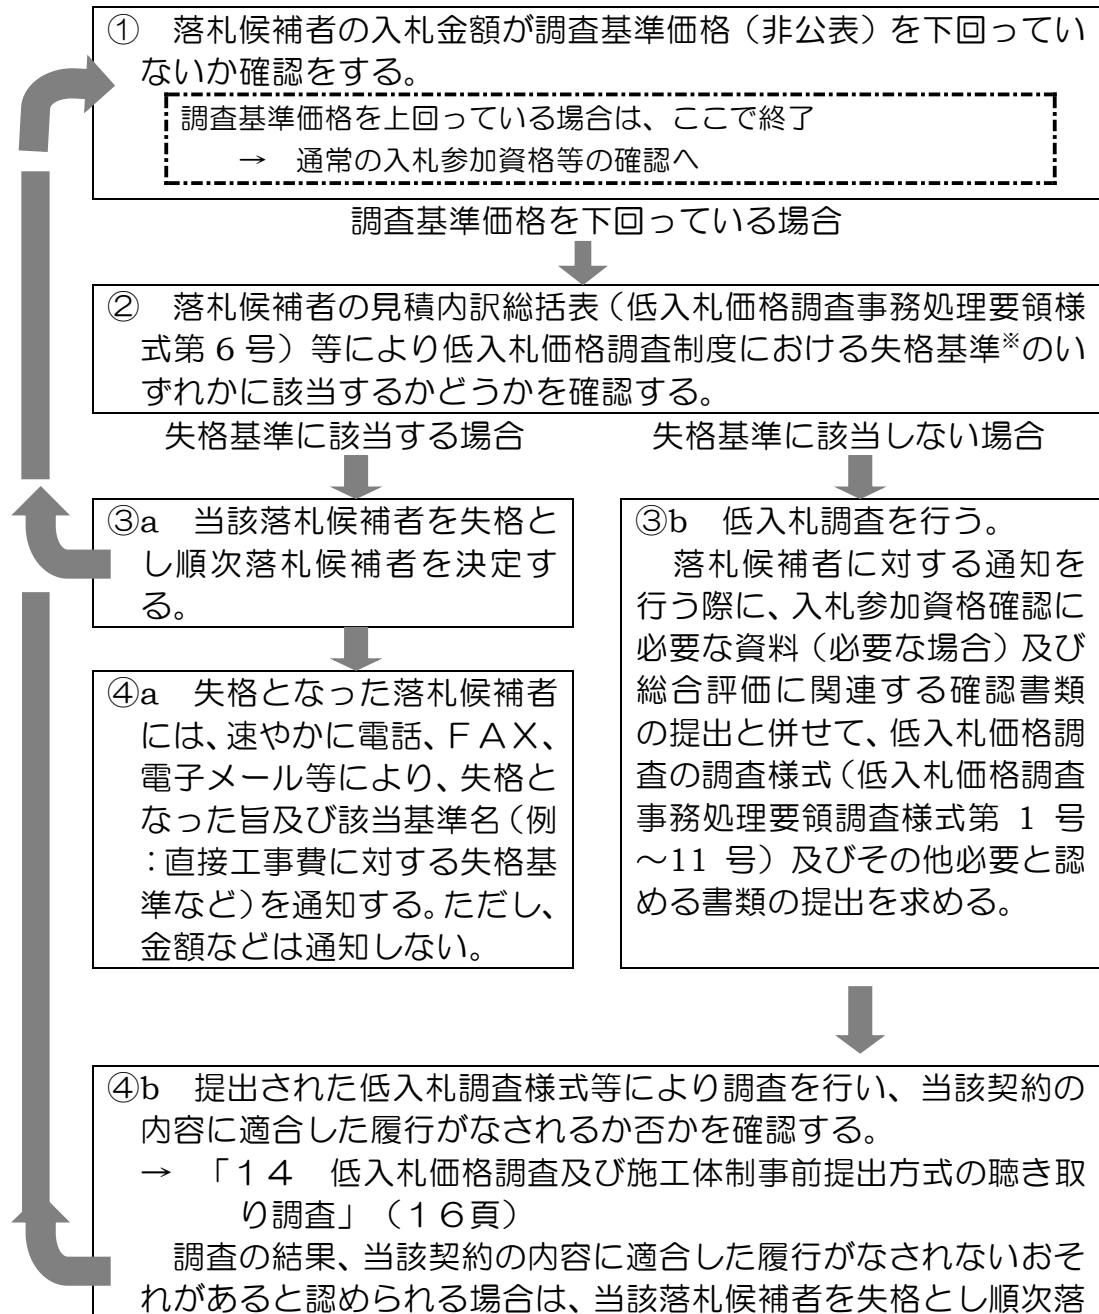 ①　落札候補者の入札金額が調査基準価格（非公表）を下回ってい
ないか確認をする。
調査基準価格を上回っている場合は、ここで終了
→　通常の入札参加資格等の確認へ
調査基準価格を下回っている場合
②　落札候補者の見積内訳総括表（低入札価格調査事務処理要領様
式第 6 号）等により低入札価格調査制度における失格基準※のい
ずれかに該当するかどうかを確認する。
失格基準に該当する場合
失格基準に該当しない場合
③a　当該落札候補者を失格と
し順次落札候補者を決定す
る。
④a　失格となった落札候補者
には、速やかに電話、ＦＡＸ、
電子メール等により、失格と
なった旨及び該当基準名（例
：直接工事費に対する失格基
準など）を通知する。ただし、
金額などは通知しない。
③b　低入札調査を行う。
落札候補者に対する通知を
行う際に、入札参加資格確認に
必要な資料（必要な場合）及び
総合評価に関連する確認書類
の提出と併せて、低入札価格調
査の調査様式（低入札価格調査
事務処理要領調査様式第 1 号
～11 号）及びその他必要と認
める書類の提出を求める。
④b　提出された低入札調査様式等により調査を行い、当該契約の
内容に適合した履行がなされるか否かを確認する。
→　「１４　低入札価格調査及び施工体制事前提出方式の聴き取
り調査」（１６頁）
調査の結果、当該契約の内容に適合した履行がなされないおそ
れがあると認められる場合は、当該落札候補者を失格とし順次落